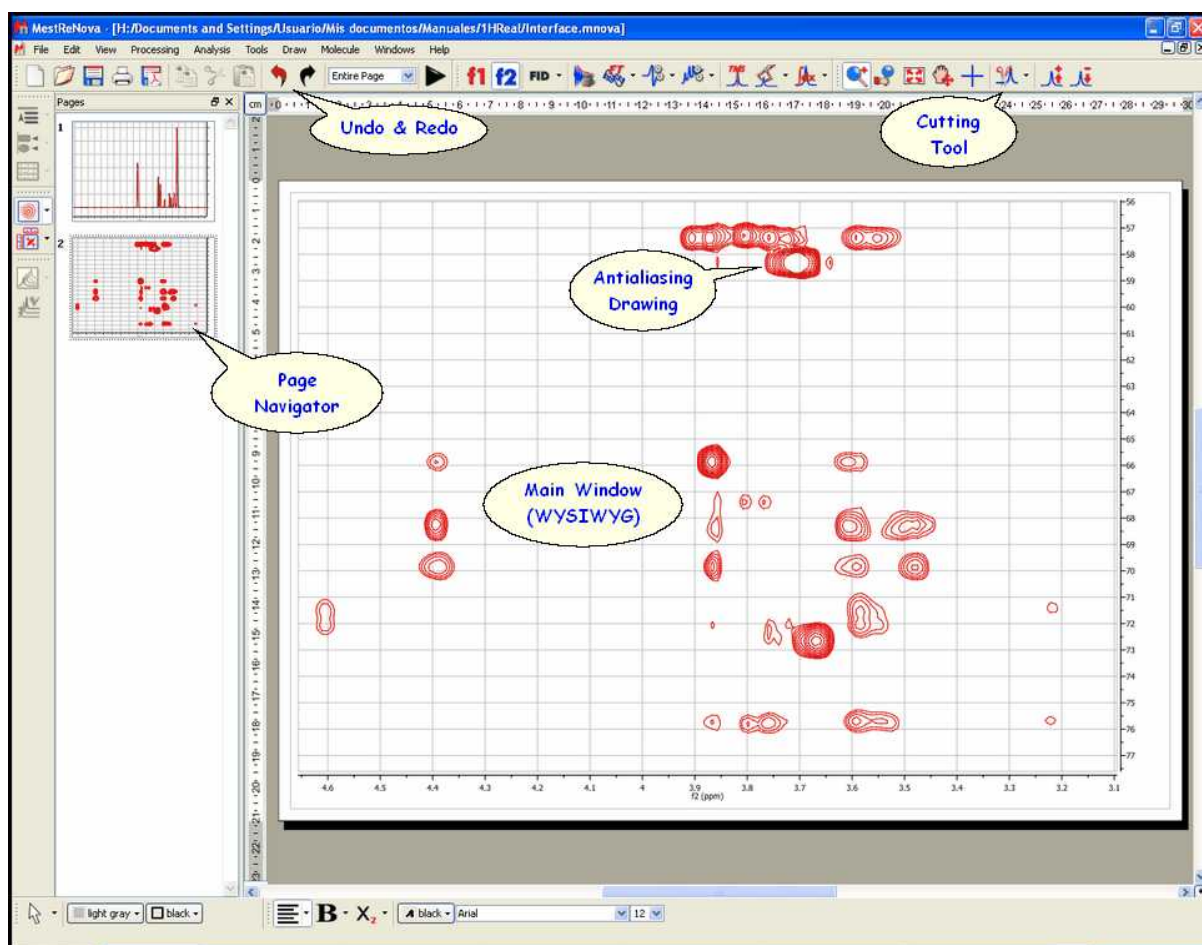 MestReNova - [H:/Documents and Settings/Usuario/Mis documentos/Manuales/1HReal/Interface.mnova]
File Edit View Processing Analysis Tools Draw Molecule Windows Help
Entire Page f1 f2 FID
Pages
cm
Undo & Redo
Cutting
Tool
1
2
Antialiasing
Drawing
Page
Navigator
Main Window
(WYSIWYG)
56
57
58
59
60
61
62
63
64
65
66
67
68
69
70
71
72
73
74
75
76
77
4.6 4.5 4.4 4.3 4.2 4.1 4 3.9 3.8 3.7 3.6 3.5 3.4 3.3 3.2 3.1
f2 (ppm)
light gray black B X2 A black Arial 12